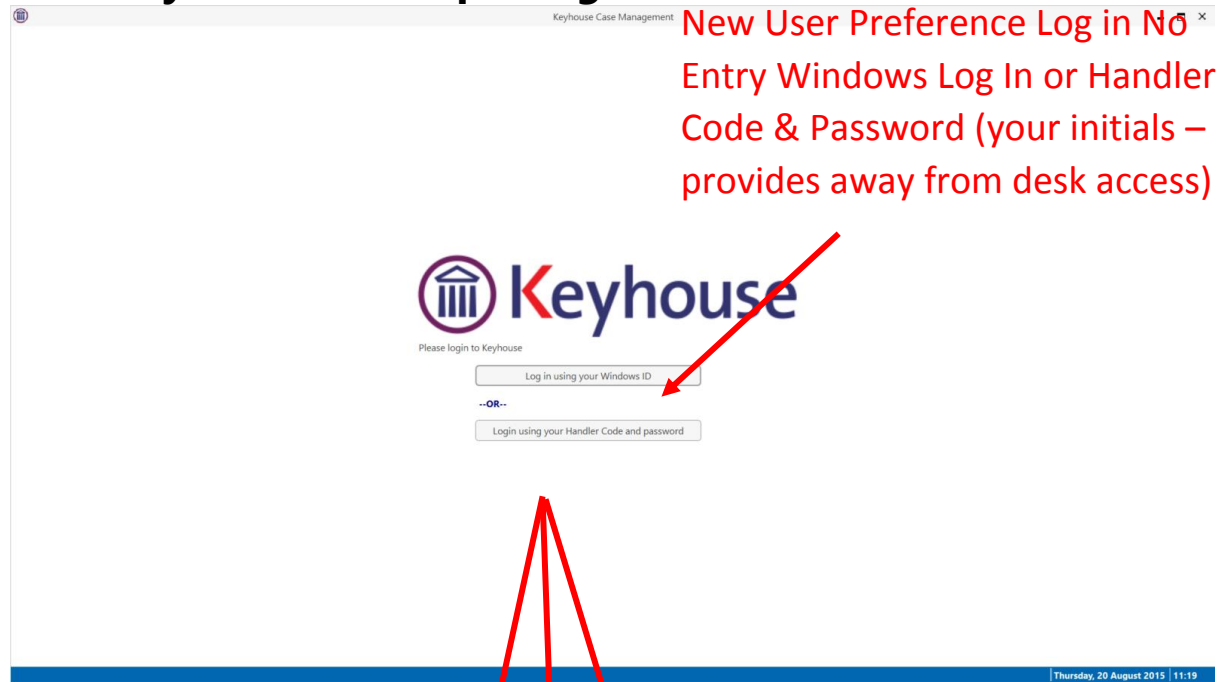 Keyhouse Case Management
New User Preference Log in No
Entry Windows Log In or Handler
Code & Password (your initials –
provides away from desk access)
Keyhouse
Please login to Keyhouse
Log in using your Windows ID
--OR--
Login using your Handler Code and password
Thursday, 20 August 2015 11:19